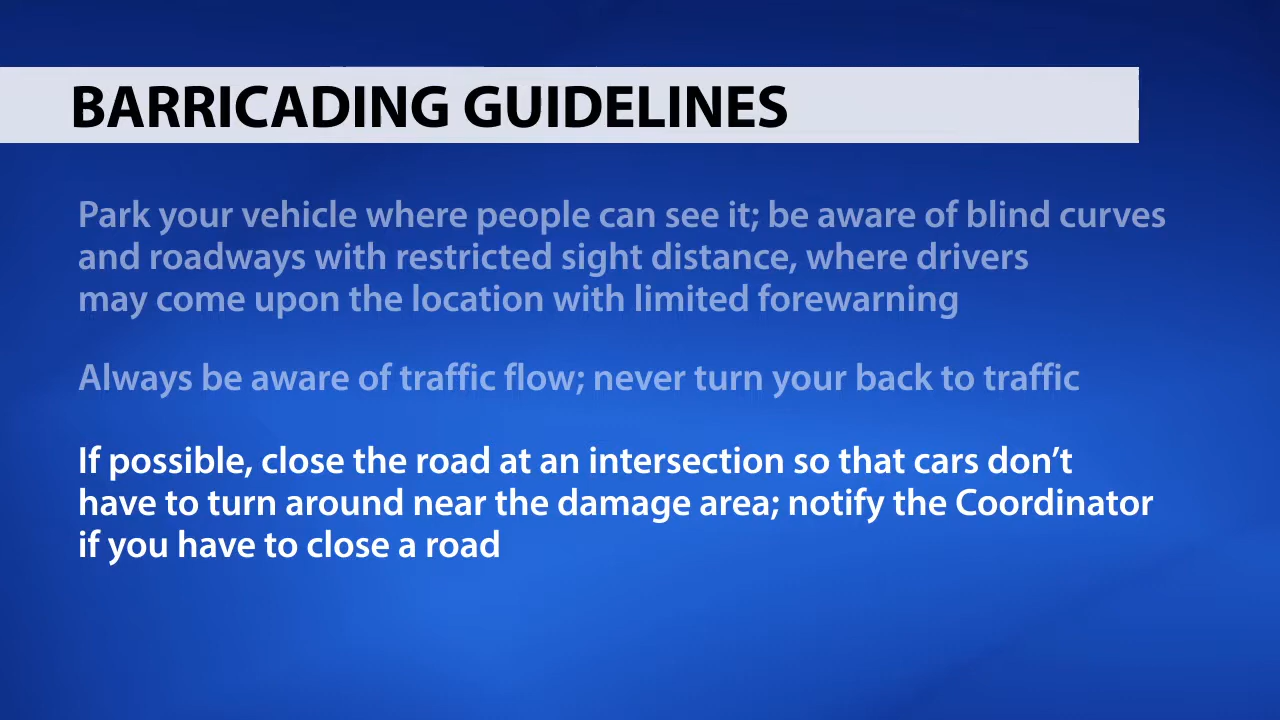 BARRICADING GUIDELINES
Park your vehicle where people can see it; be aware of blind curves
and roadways with restricted sight distance, where drivers
may come upon the location with limited forewarning
Always be aware of traffic flow; never turn your back to traffic
If possible, close the road at an intersection so that cars don’t
have to turn around near the damage area; notify the Coordinator
if you have to close a road